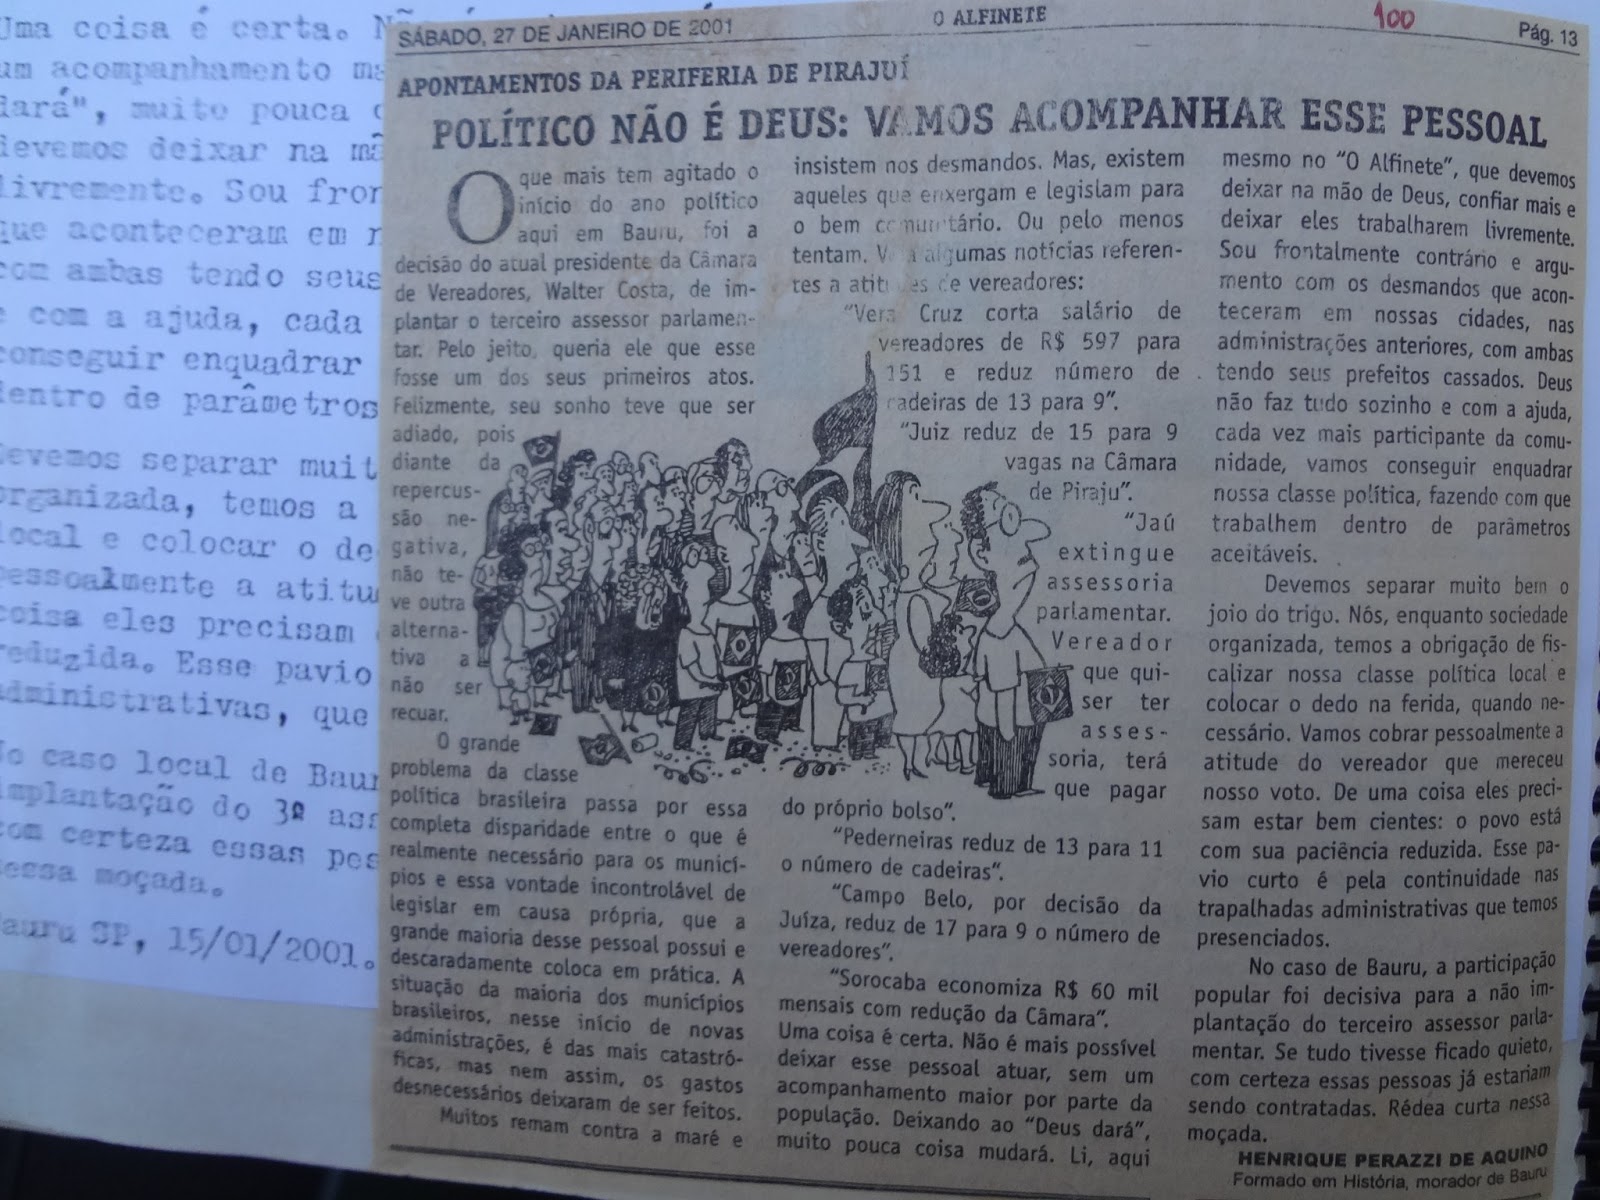 Uma coisa é certa. N
um acompanhamento ma
dará", muito pouca
devemos deixar na mã
livremente. Sou fron
que aconteceram em n
com ambas tendo seus
e com a ajuda, cada
conseguir enquadrar
dentro de parâmetros
Devemos separar muit
organizada, temos a
local e colocar o de
pessoalmente a atitu
coisa eles precisam
reduzida. Esse pavio
administrativas, que
No caso local de Baur
implantação do 3º ass
com certeza essas pes
dessa moçada.
Bauru SP, 15/01/2001.
SÁBADO, 27 DE JANEIRO DE 2001
O ALFINETE
100
Pág. 13
APONTAMENTOS DA PERIFERIA DE PIRAJUÍ
POLÍTICO NÃO É DEUS: VAMOS ACOMPANHAR ESSE PESSOAL
O que mais tem agitado o
início do ano político
aqui em Bauru, foi a
decisão do atual presidente da Câmara
de Vereadores, Walter Costa, de im-
plantar o terceiro assessor parlamen-
tar. Pelo jeito, queria ele que esse
fosse um dos seus primeiros atos.
Felizmente, seu sonho teve que ser
adiado, pois
diante da
repercus-
são ne-
gativa,
não te-
ve outra
alterna-
tiva a
não ser
recuar.
O grande
problema da classe
política brasileira passa por essa
completa disparidade entre o que é
realmente necessário para os municí-
pios e essa vontade incontrolável de
legislar em causa própria, que a
grande maioria desse pessoal possui e
descaradamente coloca em prática. A
situação da maioria dos municípios
brasileiros, nesse início de novas
administrações, é das mais catastró-
ficas, mas nem assim, os gastos
desnecessários deixaram de ser feitos.
Muitos remam contra a maré e
insistem nos desmandos. Mas, existem
aqueles que enxergam e legislam para
o bem comunitário. Ou pelo menos
tentam. V algumas notícias referen-
tes a atitudes de vereadores:
"Vera Cruz corta salário de
vereadores de R$ 597 para
151 e reduz número de
cadeiras de 13 para 9".
"Juiz reduz de 15 para 9
vagas na Câmara
de Piraju".
"Jaú
extingue
assessoria
parlamentar.
Vereador
que qui-
ser ter
asses-
soria, terá
que pagar
do próprio bolso".
"Pederneiras reduz de 13 para 11
o número de cadeiras".
"Campo Belo, por decisão da
Juíza, reduz de 17 para 9 o número de
vereadores".
"Sorocaba economiza R$ 60 mil
mensais com redução da Câmara".
Uma coisa é certa. Não é mais possível
deixar esse pessoal atuar, sem um
acompanhamento maior por parte da
população. Deixando ao "Deus dará",
muito pouca coisa mudará. Li, aqui
mesmo no "O Alfinete", que devemos
deixar na mão de Deus, confiar mais e
deixar eles trabalharem livremente.
Sou frontalmente contrário e argu-
mento com os desmandos que acon-
teceram em nossas cidades, nas
administrações anteriores, com ambas
tendo seus prefeitos cassados. Deus
não faz tudo sozinho e com a ajuda,
cada vez mais participante da comu-
nidade, vamos conseguir enquadrar
nossa classe política, fazendo com que
trabalhem dentro de parâmetros
aceitáveis.
Devemos separar muito bem o
joio do trigo. Nós, enquanto sociedade
organizada, temos a obrigação de fis-
calizar nossa classe política local e
colocar o dedo na ferida, quando ne-
cessário. Vamos cobrar pessoalmente a
atitude do vereador que mereceu
nosso voto. De uma coisa eles preci-
sam estar bem cientes: o povo está
com sua paciência reduzida. Esse pa-
vio curto é pela continuidade nas
trapalhadas administrativas que temos
presenciados.
No caso de Bauru, a participação
popular foi decisiva para a não im-
plantação do terceiro assessor parla-
mentar. Se tudo tivesse ficado quieto,
com certeza essas pessoas já estariam
sendo contratadas. Rédea curta nessa
moçada.
HENRIQUE PERAZZI DE AQUINO
Formado em História, morador de Bauru